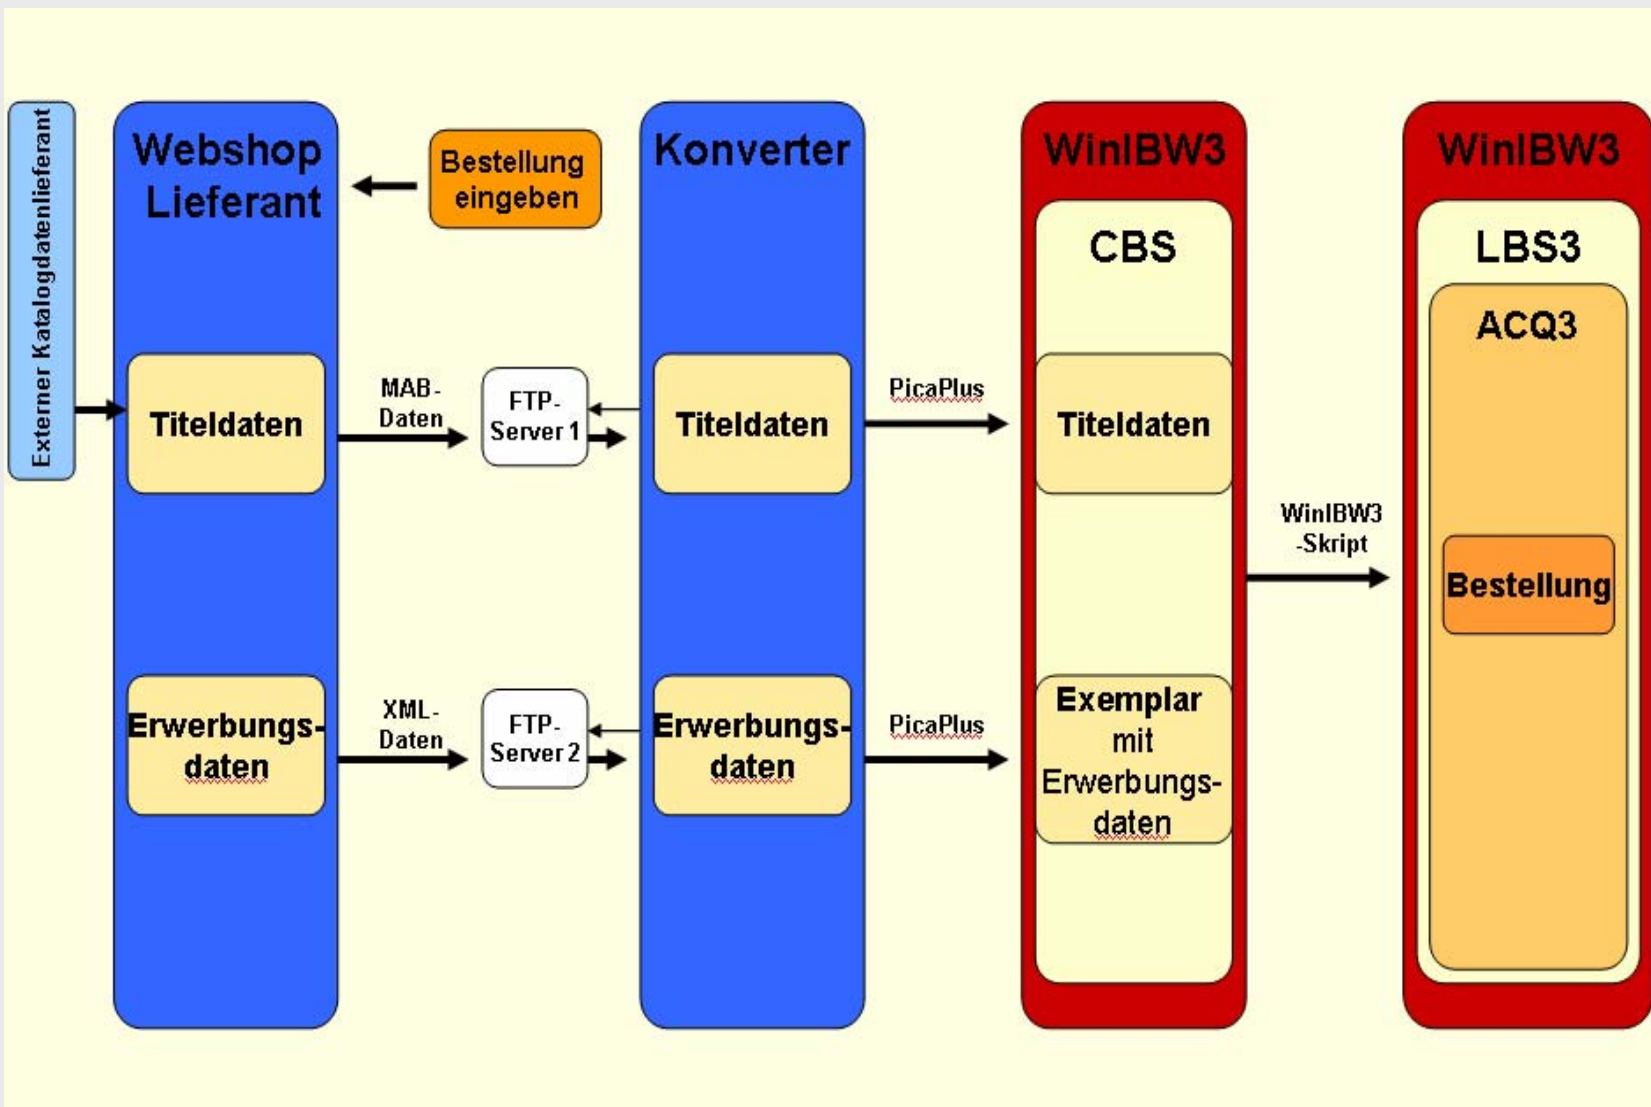 Externer Katalogdatenlieferant
Webshop
Lieferant
Bestellung
eingeben
Titeldaten
Erwerbungs-
daten
MAB-
Daten
FTP-
Server 1
XML-
Daten
FTP-
Server 2
Konverter
Titeldaten
Erwerbungs-
daten
PicaPlus
PicaPlus
WinIBW3
CBS
Titeldaten
Exemplar
mit
Erwerbungs-
daten
WinIBW3
-Skript
WinIBW3
LBS3
ACQ3
Bestellung